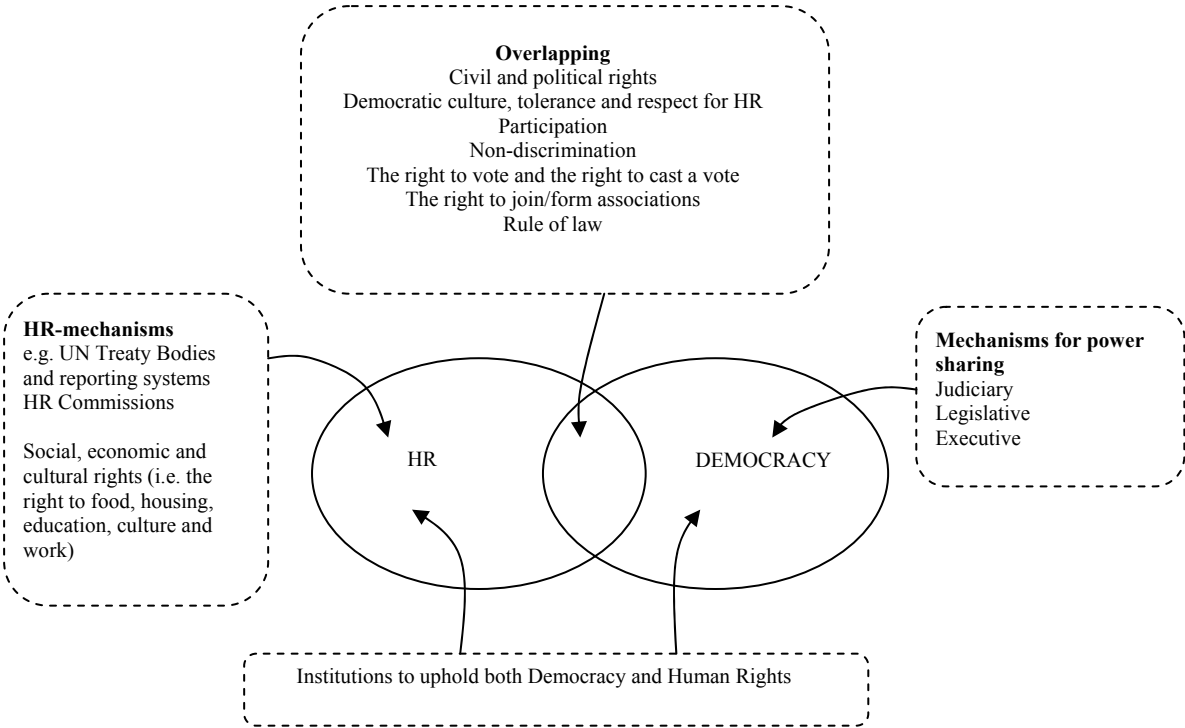 Overlapping
Civil and political rights
Democratic culture, tolerance and respect for HR
Participation
Non-discrimination
The right to vote and the right to cast a vote
The right to join/form associations
Rule of law
HR-mechanisms
e.g. UN Treaty Bodies
and reporting systems
HR Commissions
Social, economic and
cultural rights (i.e. the
right to food, housing,
education, culture and
work)
HR
DEMOCRACY
Mechanisms for power
sharing
Judiciary
Legislative
Executive
Institutions to uphold both Democracy and Human Rights